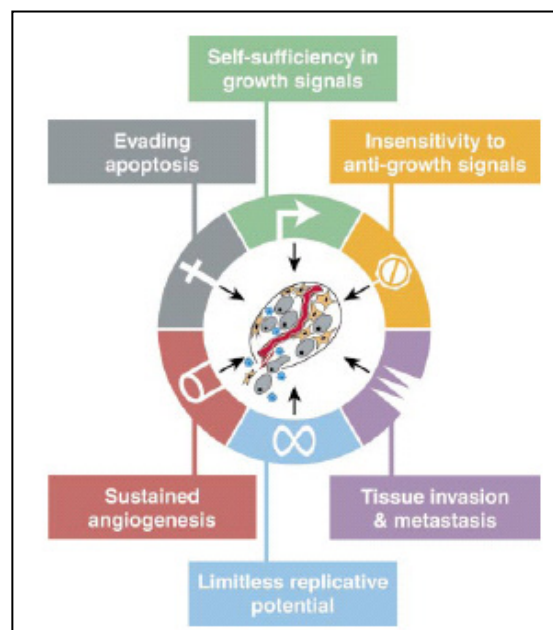 Self-sufficiency in
growth signals
Evading
apoptosis
Insensitivity to
anti-growth signals
Sustained
angiogenesis
Tissue invasion
& metastasis
Limitless replicative
potential